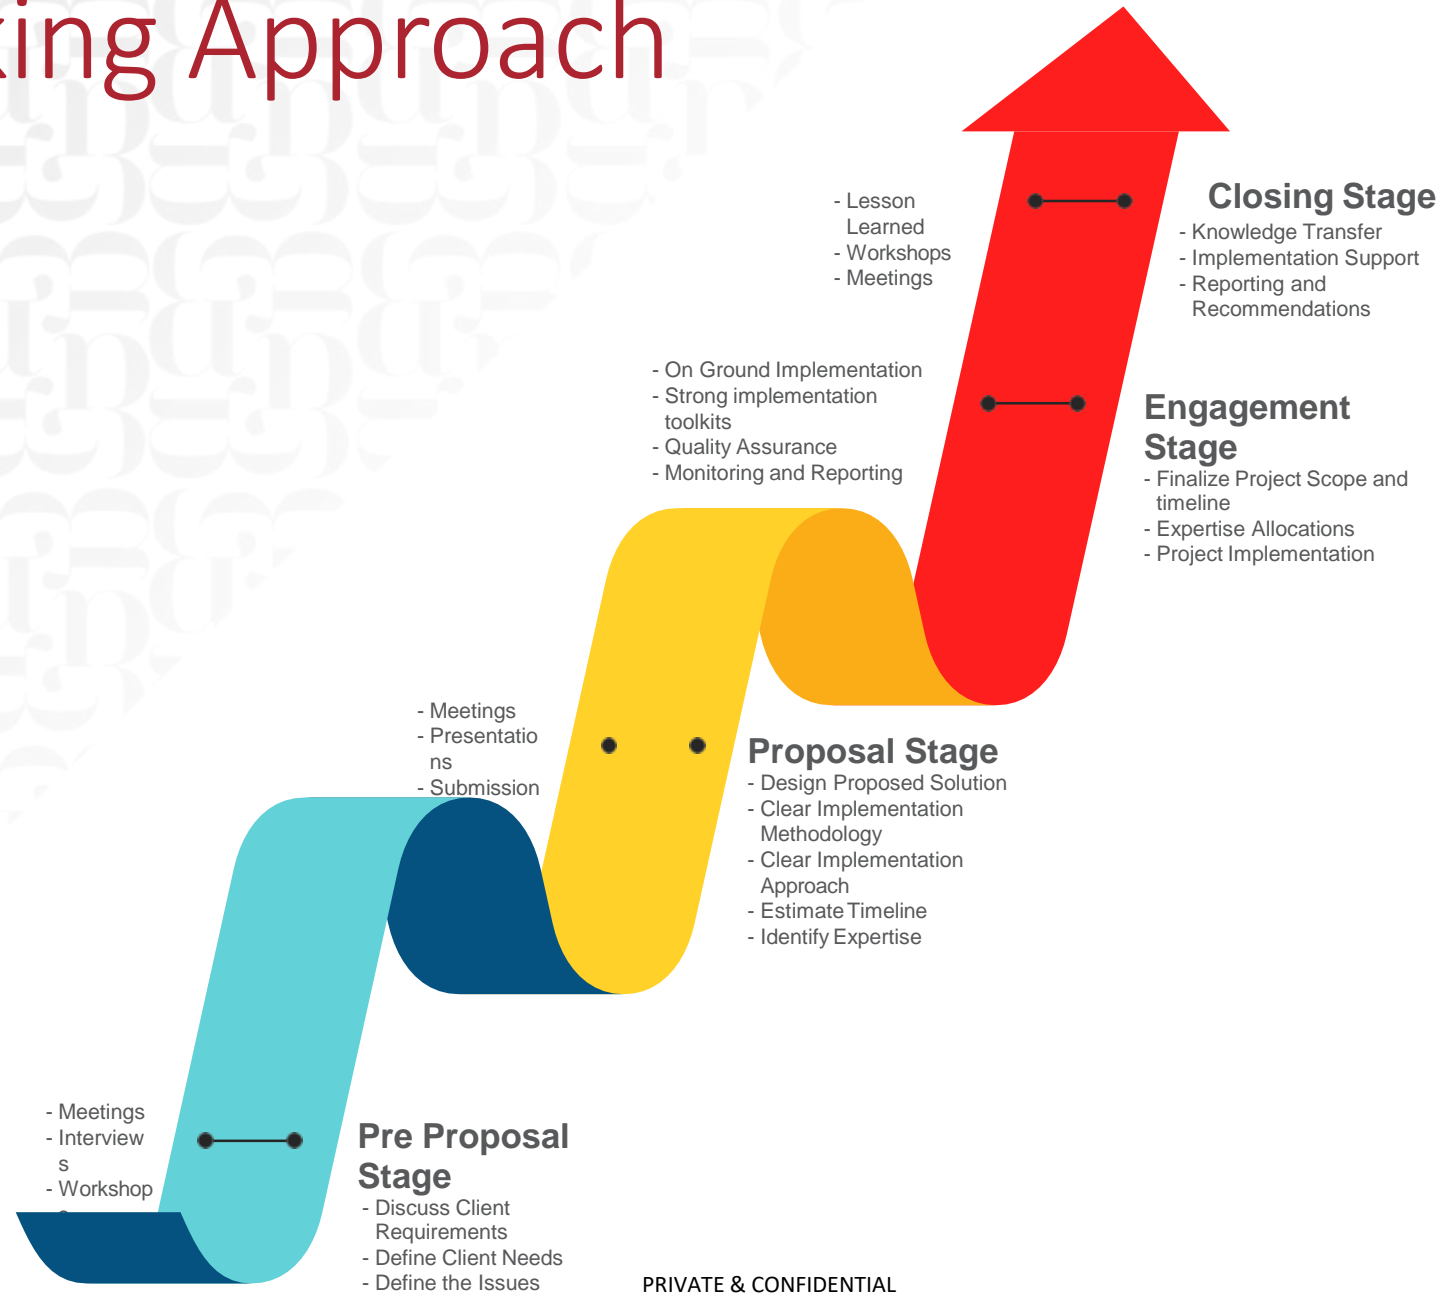 king Approach
- Lesson
Learned
- Workshops
- Meetings
Closing Stage
- Knowledge Transfer
- Implementation Support
- Reporting and
Recommendations
- On Ground Implementation
- Strong implementation
toolkits
- Quality Assurance
- Monitoring and Reporting
Engagement
Stage
- Finalize Project Scope and
timeline
- Expertise Allocations
- Project Implementation
- Meetings
- Presentatio
ns
- Submission
Proposal Stage
- Design Proposed Solution
- Clear Implementation
Methodology
- Clear Implementation
Approach
- Estimate Timeline
- Identify Expertise
- Meetings
- Interview
s
- Workshop
Pre Proposal
Stage
- Discuss Client
Requirements
- Define Client Needs
- Define the Issues
PRIVATE & CONFIDENTIAL